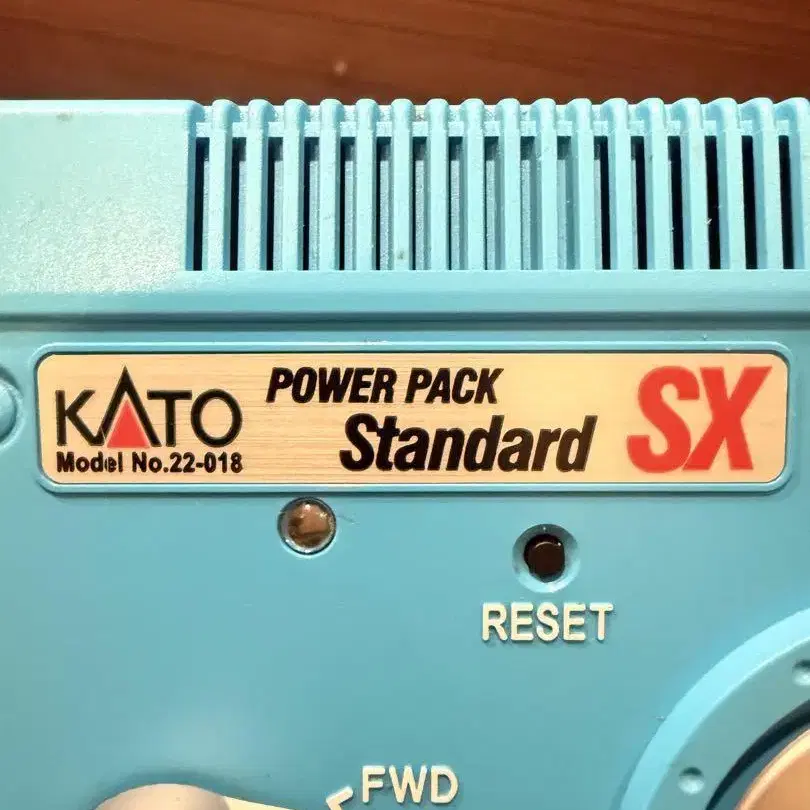 KATO
Model No.22-018
POWER PACK
Standard
SX
RESET
FWD